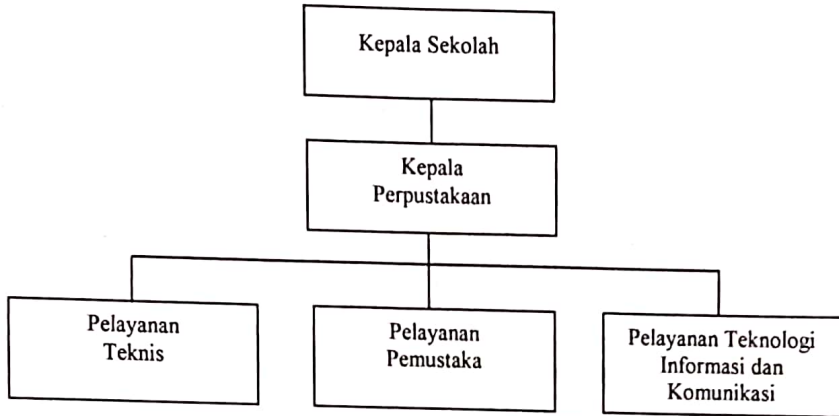 Kepala Sekolah
Kepala
Perpustakaan
Pelayanan
Teknis
Pelayanan
Pemustaka
Pelayanan Teknologi
Informasi dan
Komunikasi